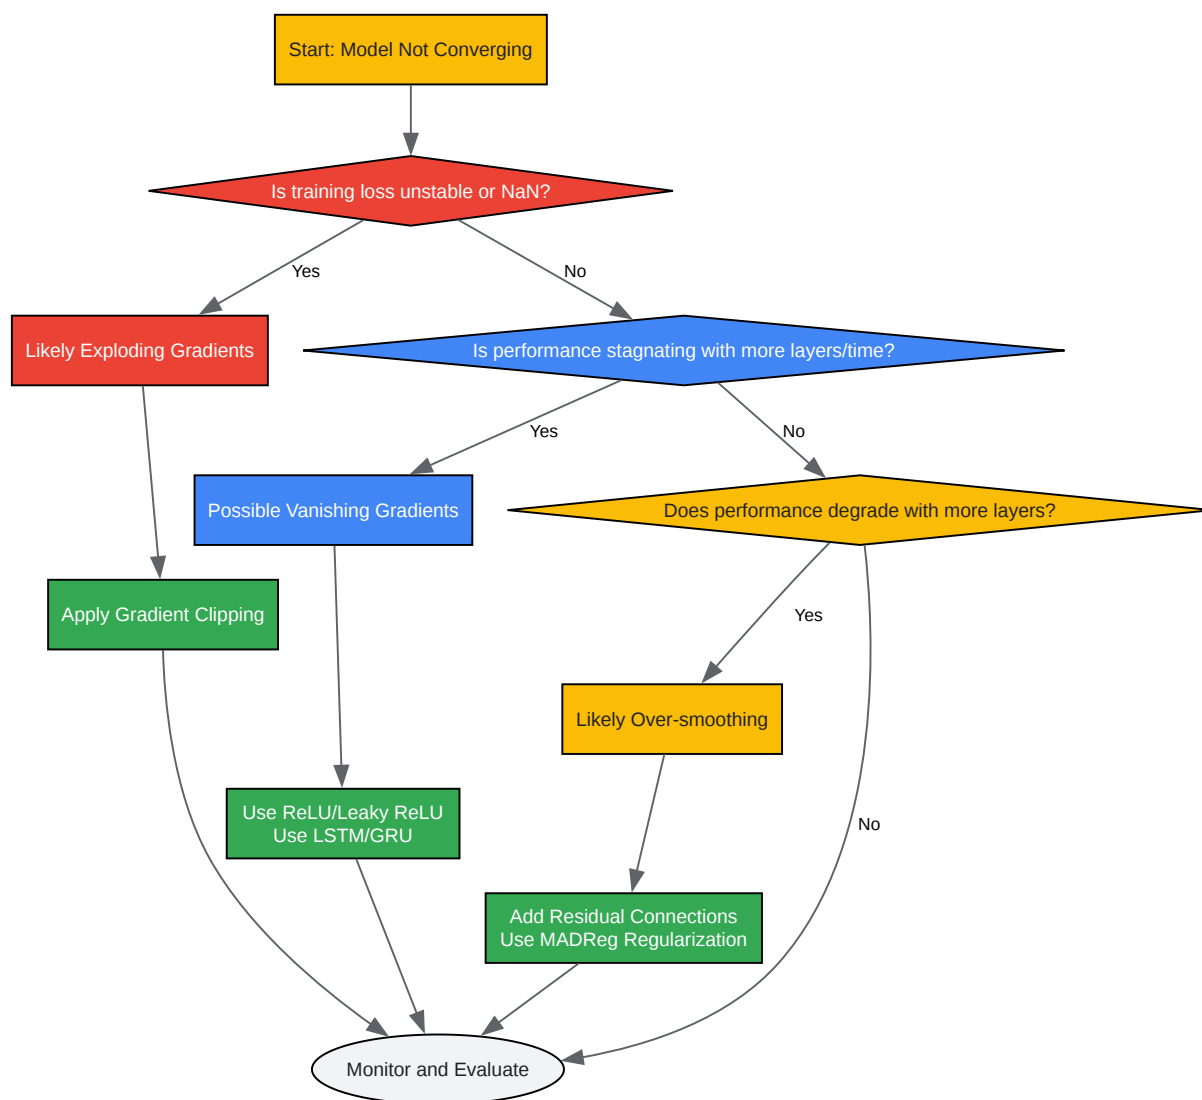 Start: Model Not Converging
Is training loss unstable or NaN?
Yes
No
Likely Exploding Gradients
Is performance stagnating with more layers/time?
Yes
No
Possible Vanishing Gradients
Does performance degrade with more layers?
Apply Gradient Clipping
Yes
Likely Over-smoothing
Use ReLU/Leaky ReLU
Use LSTM/GRU
No
Add Residual Connections
Use MADReg Regularization
Monitor and Evaluate